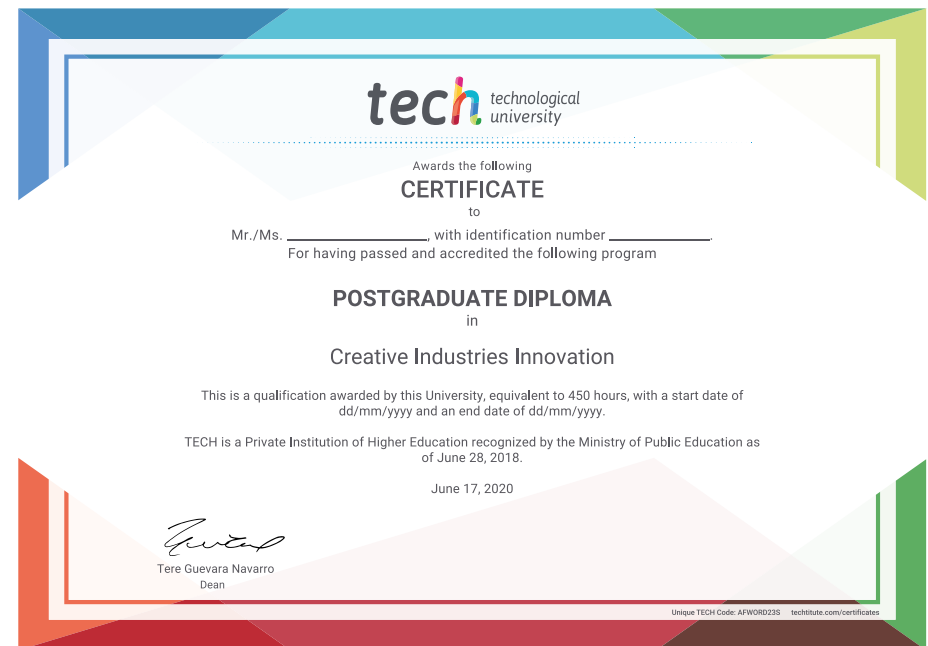 tech technological
university
Awards the following
CERTIFICATE
to
Mr./Ms. ____________, with identification number ____________.
For having passed and accredited the following program
POSTGRADUATE DIPLOMA
in
Creative Industries Innovation
This is a qualification awarded by this University, equivalent to 450 hours, with a start date of
dd/mm/yyyy and an end date of dd/mm/yyyy.
TECH is a Private Institution of Higher Education recognized by the Ministry of Public Education as
of June 28, 2018.
June 17, 2020
Tere Guevara Navarro
Dean
Unique TECH Code: AFWORD23S techtitute.com/certificates